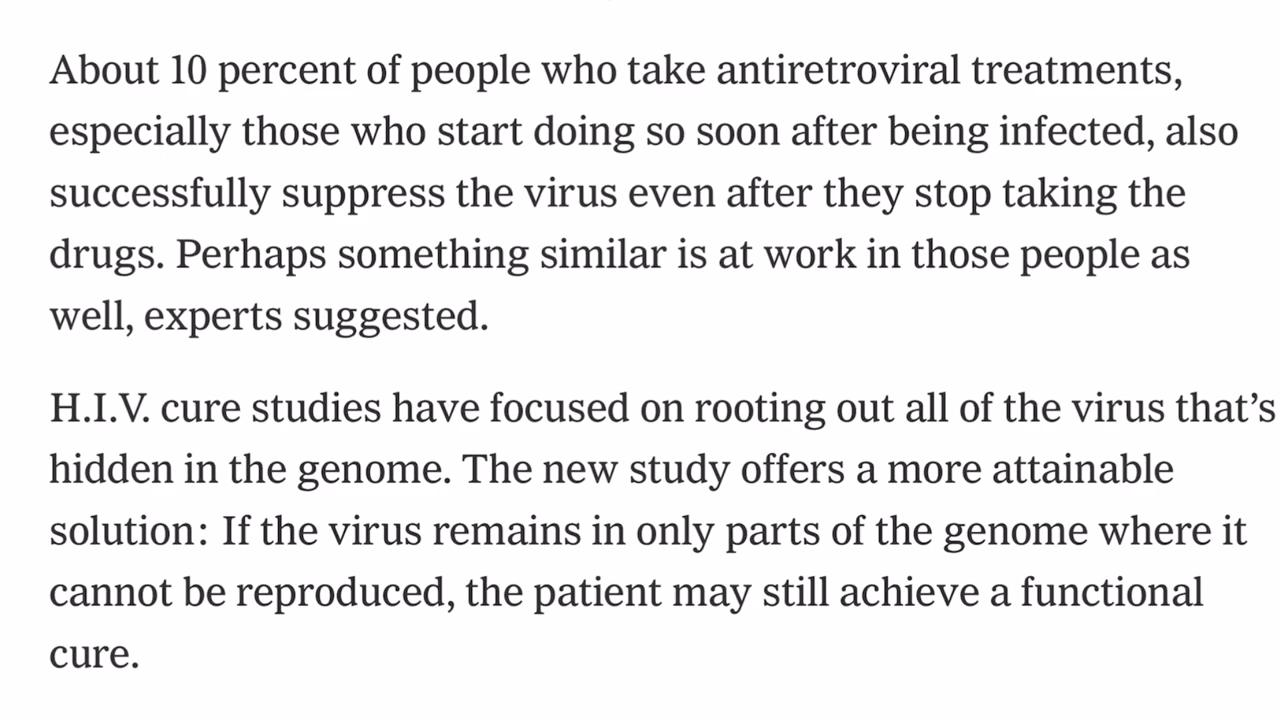 About 10 percent of people who take antiretroviral treatments,
especially those who start doing so soon after being infected, also
successfully suppress the virus even after they stop taking the
drugs. Perhaps something similar is at work in those people as
well, experts suggested.
H.I.V. cure studies have focused on rooting out all of the virus that’s
hidden in the genome. The new study offers a more attainable
solution: If the virus remains in only parts of the genome where it
cannot be reproduced, the patient may still achieve a functional
cure.